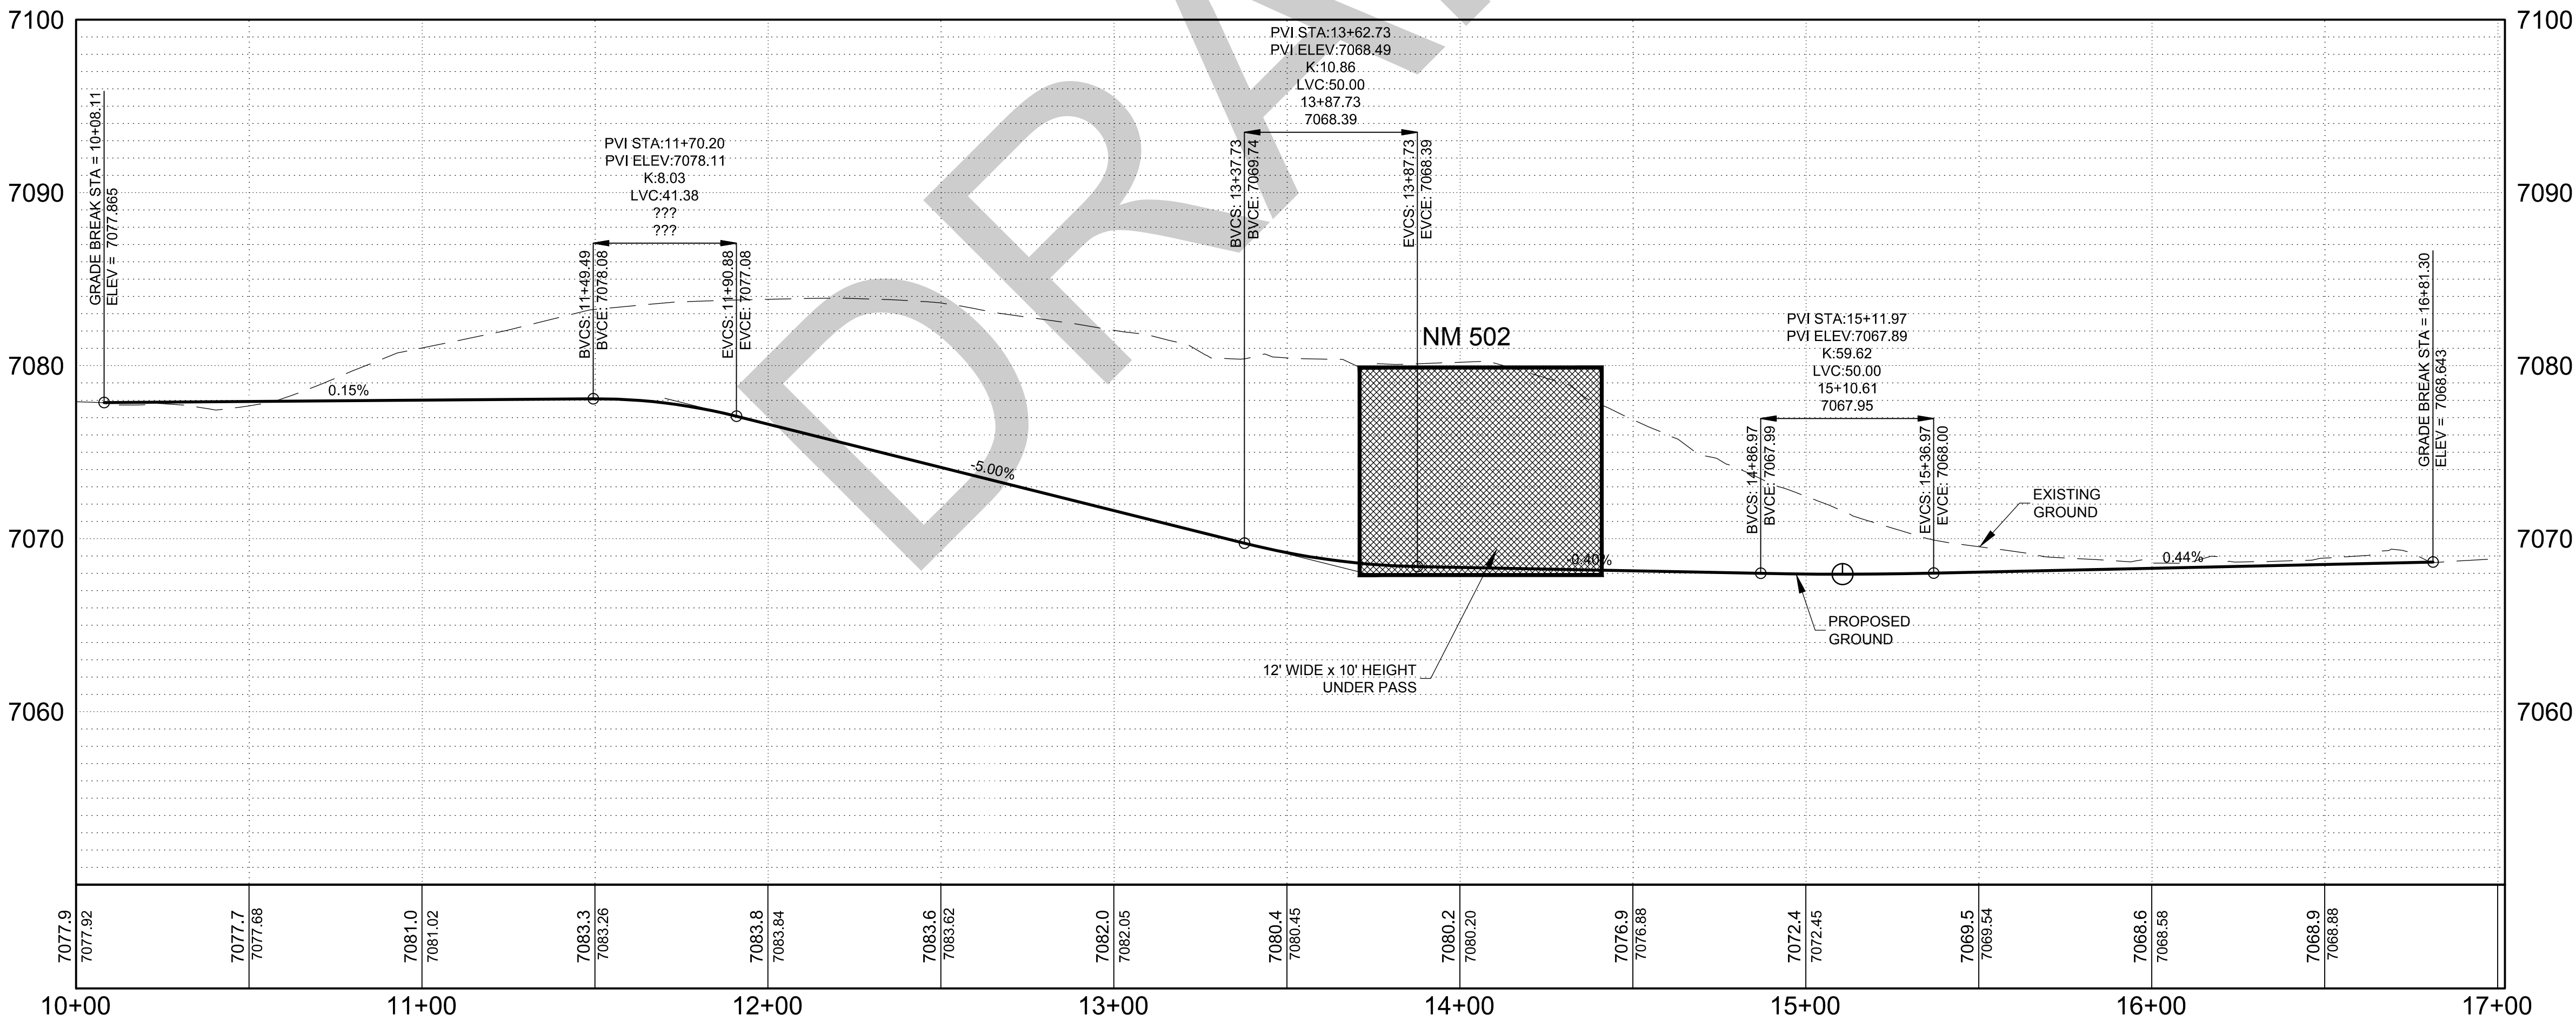 DRA
7100
7090
7080
7070
7060
7100
7090
7080
7070
7060
GRADE BREAK STA = 10+08.11
ELEV = 7077.865
0.15%
PVI STA:11+70.20
PVI ELEV:7078.11
K:8.03
LVC:41.38
???
???
BVCS: 11+49.49
BVCE: 7078.08
EVCS: 11+90.88
EVCE: 7077.08
-5.00%
PVI STA:13+62.73
PVI ELEV:7068.49
K:10.86
LVC:50.00
13+87.73
7068.39
BVCS: 13+37.73
BVCE: 7069.74
EVCS: 13+87.73
EVCE: 7068.39
NM 502
-0.40%
12' WIDE x 10' HEIGHT
UNDER PASS
PVI STA:15+11.97
PVI ELEV:7067.89
K:59.62
LVC:50.00
15+10.61
7067.95
BVCS: 14+86.97
BVCE: 7067.99
EVCS: 15+36.97
EVCE: 7068.00
PROPOSED
GROUND
EXISTING
GROUND
0.44%
GRADE BREAK STA = 16+81.30
ELEV = 7068.643
7077.9
7077.92
7077.7
7077.68
7081.0
7081.02
7083.3
7083.26
7083.8
7083.84
7083.6
7083.62
7082.0
7082.05
7080.4
7080.45
7080.2
7080.20
7076.9
7076.88
7072.4
7072.45
7069.5
7069.54
7068.6
7068.58
7068.9
7068.88
10+00
11+00
12+00
13+00
14+00
15+00
16+00
17+00